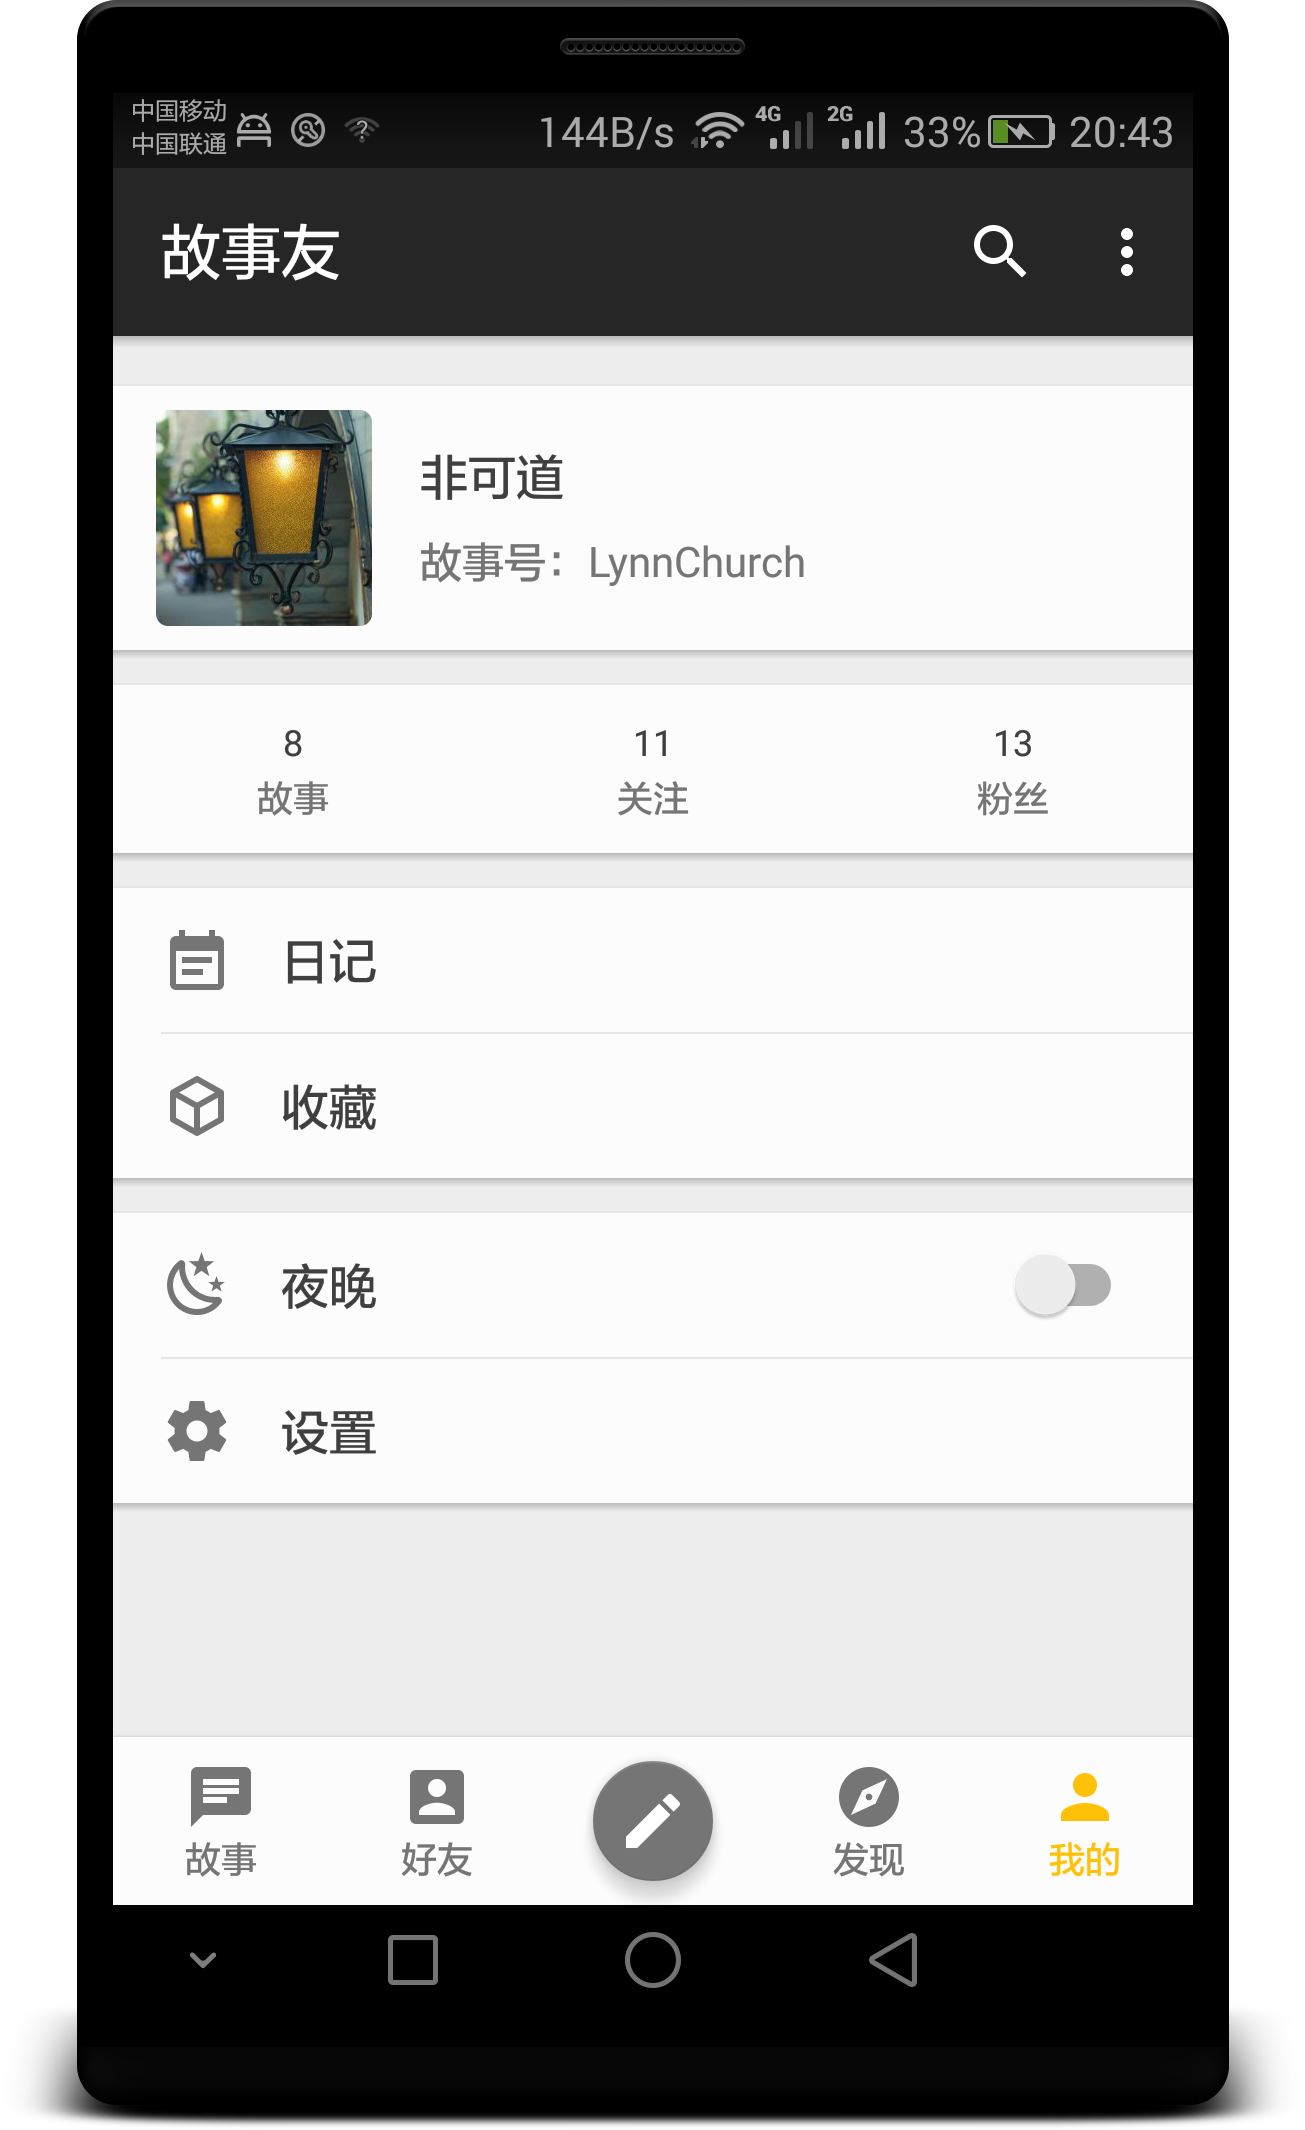 中国移动
中国联通
144B/s 4G 2G 33% 20:43
故事友
非可道
故事号：LynnChurch
8 11 13
故事 关注 粉丝
日记
收藏
夜晚
设置
故事 好友 发现 我的